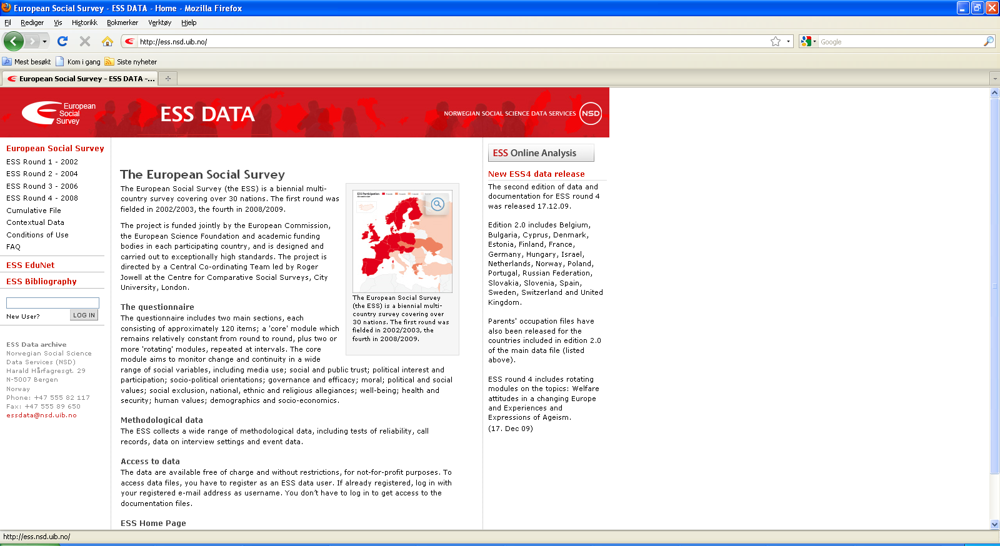 European Social Survey - ESS DATA - Home - Mozilla Firefox
Fil Rediger Vis Historikk Bokmerker Verktøy Hjelp
http://ess.nsd.uib.no/
Google
Mest besøkt Kom i gang Siste nyheter
European Social Survey - ESS DATA -...
European
Social
Survey
ESS DATA
NORWEGIAN SOCIAL SCIENCE DATA SERVICES NSD
European Social Survey
ESS Round 1 - 2002
ESS Round 2 - 2004
ESS Round 3 - 2006
ESS Round 4 - 2008
Cumulative File
Contextual Data
Conditions of Use
FAQ
ESS EduNet
ESS Bibliography
New User? LOG IN
ESS Data archive
Norwegian Social Science
Data Services (NSD)
Harald Hårfagresgt. 29
N-5007 Bergen
Norway
Phone: +47 555 82 117
Fax: +47 555 89 650
essdata@nsd.uib.no
The European Social Survey
The European Social Survey (the ESS) is a biennial multi-
country survey covering over 30 nations. The first round was
fielded in 2002/2003, the fourth in 2008/2009.
The project is funded jointly by the European Commission,
the European Science Foundation and academic funding
bodies in each participating country, and is designed and
carried out to exceptionally high standards. The project is
directed by a Central Co-ordinating Team led by Roger
Jowell at the Centre for Comparative Social Surveys, City
University, London.
ESS Participation
The European Social Survey
(the ESS) is a biennial multi-
country survey covering over
30 nations. The first round was
fielded in 2002/2003, the
fourth in 2008/2009.
The questionnaire
The questionnaire includes two main sections, each
consisting of approximately 120 items; a 'core' module which
remains relatively constant from round to round, plus two or
more 'rotating' modules, repeated at intervals. The core
module aims to monitor change and continuity in a wide
range of social variables, including media use; social and public trust; political interest and
participation; socio-political orientations; governance and efficacy; moral; political and social
values; social exclusion, national, ethnic and religious allegiances; well-being; health and
security; human values; demographics and socio-economics.
Methodological data
The ESS collects a wide range of methodological data, including tests of reliability, call
records, data on interview settings and event data.
Access to data
The data are available free of charge and without restrictions, for not-for-profit purposes. To
access data files, you have to register as an ESS data user. If already registered, log in with
your registered e-mail address as username. You don't have to log in to get access to the
documentation files.
ESS Home Page
ESS Online Analysis
New ESS4 data release
The second edition of data and
documentation for ESS round 4
was released 17.12.09.
Edition 2.0 includes Belgium,
Bulgaria, Cyprus, Denmark,
Estonia, Finland, France,
Germany, Hungary, Israel,
Netherlands, Norway, Poland,
Portugal, Russian Federation,
Slovakia, Slovenia, Spain,
Sweden, Switzerland and United
Kingdom.
Parents' occupation files have
also been released for the
countries included in edition 2.0
of the main data file (listed
above).
ESS round 4 includes rotating
modules on the topics: Welfare
attitudes in a changing Europe
and Experiences and
Expressions of Ageism.
(17. Dec 09)
http://ess.nsd.uib.no/